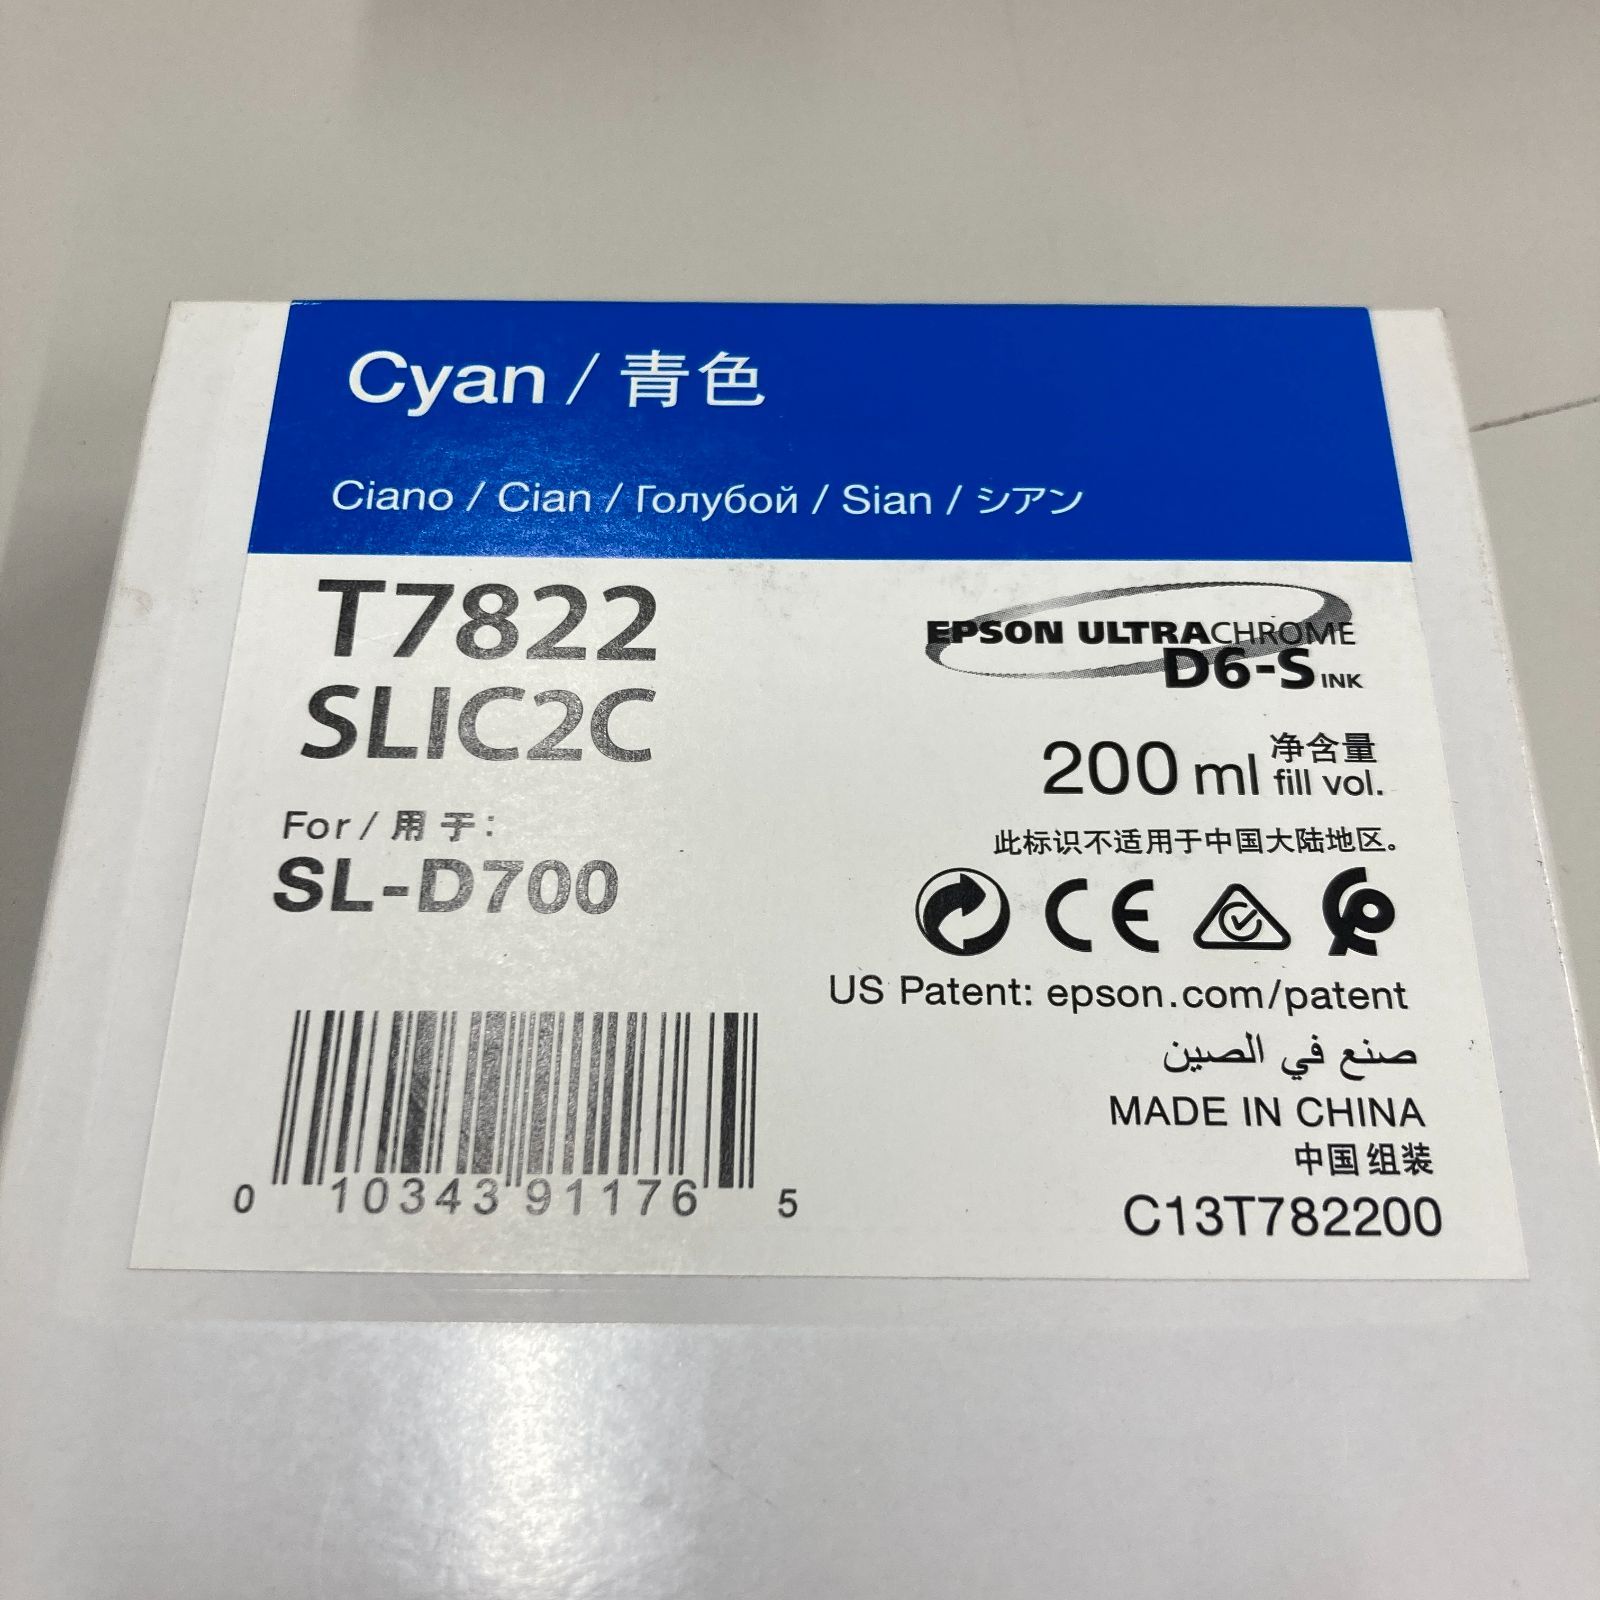 Cyan / 青色
Ciano / Cian / Голубой / Sian / シアン
T7822
SLIC2C
For / 用于:
SL-D700
0 10343 91176 5
EPSON ULTRACHROME
D6-S INK
200 ml 净含量
fill vol.
此标识不适用于中国大陆地区。
CE
US Patent: epson.com/patent
صنع في الصين
MADE IN CHINA
中国组装
C13T782200